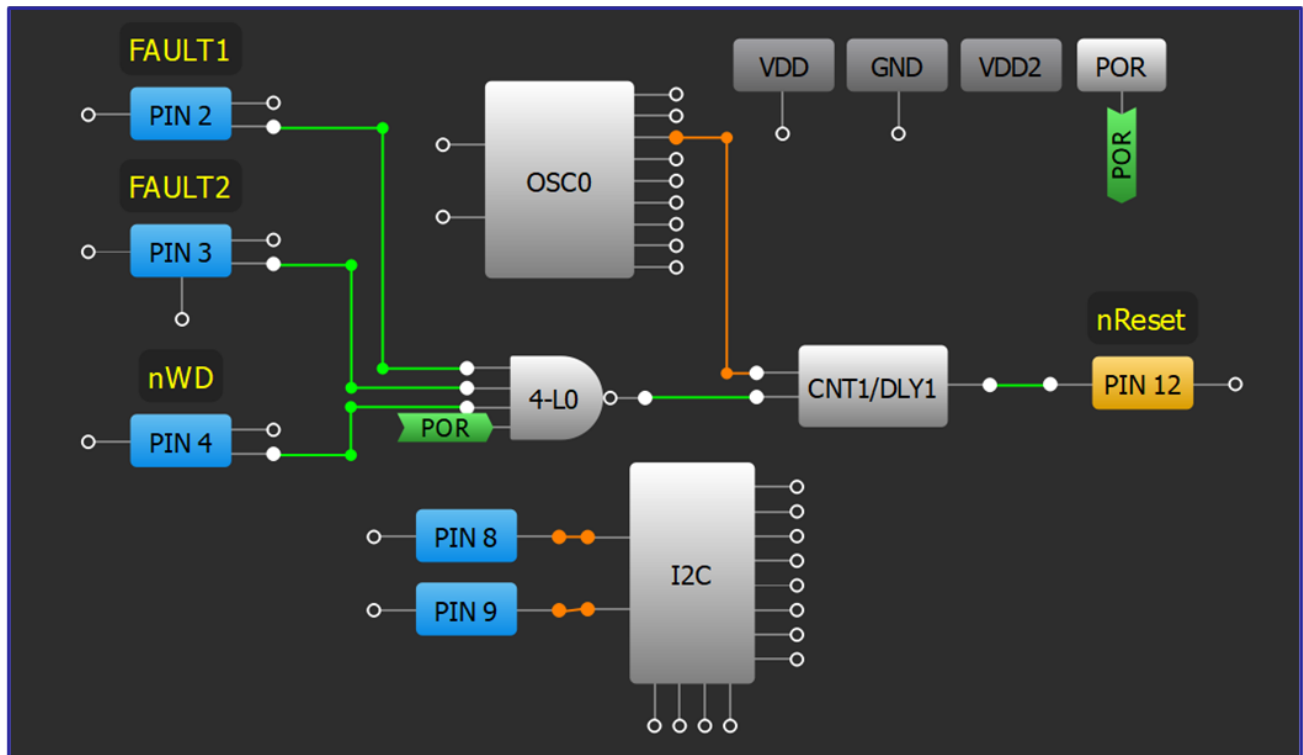 FAULT1
PIN 2
FAULT2
PIN 3
nWD
PIN 4
OSC0
VDD
GND
VDD2
POR
POR
4-L0
POR
CNT1/DLY1
nReset
PIN 12
PIN 8
PIN 9
I2C